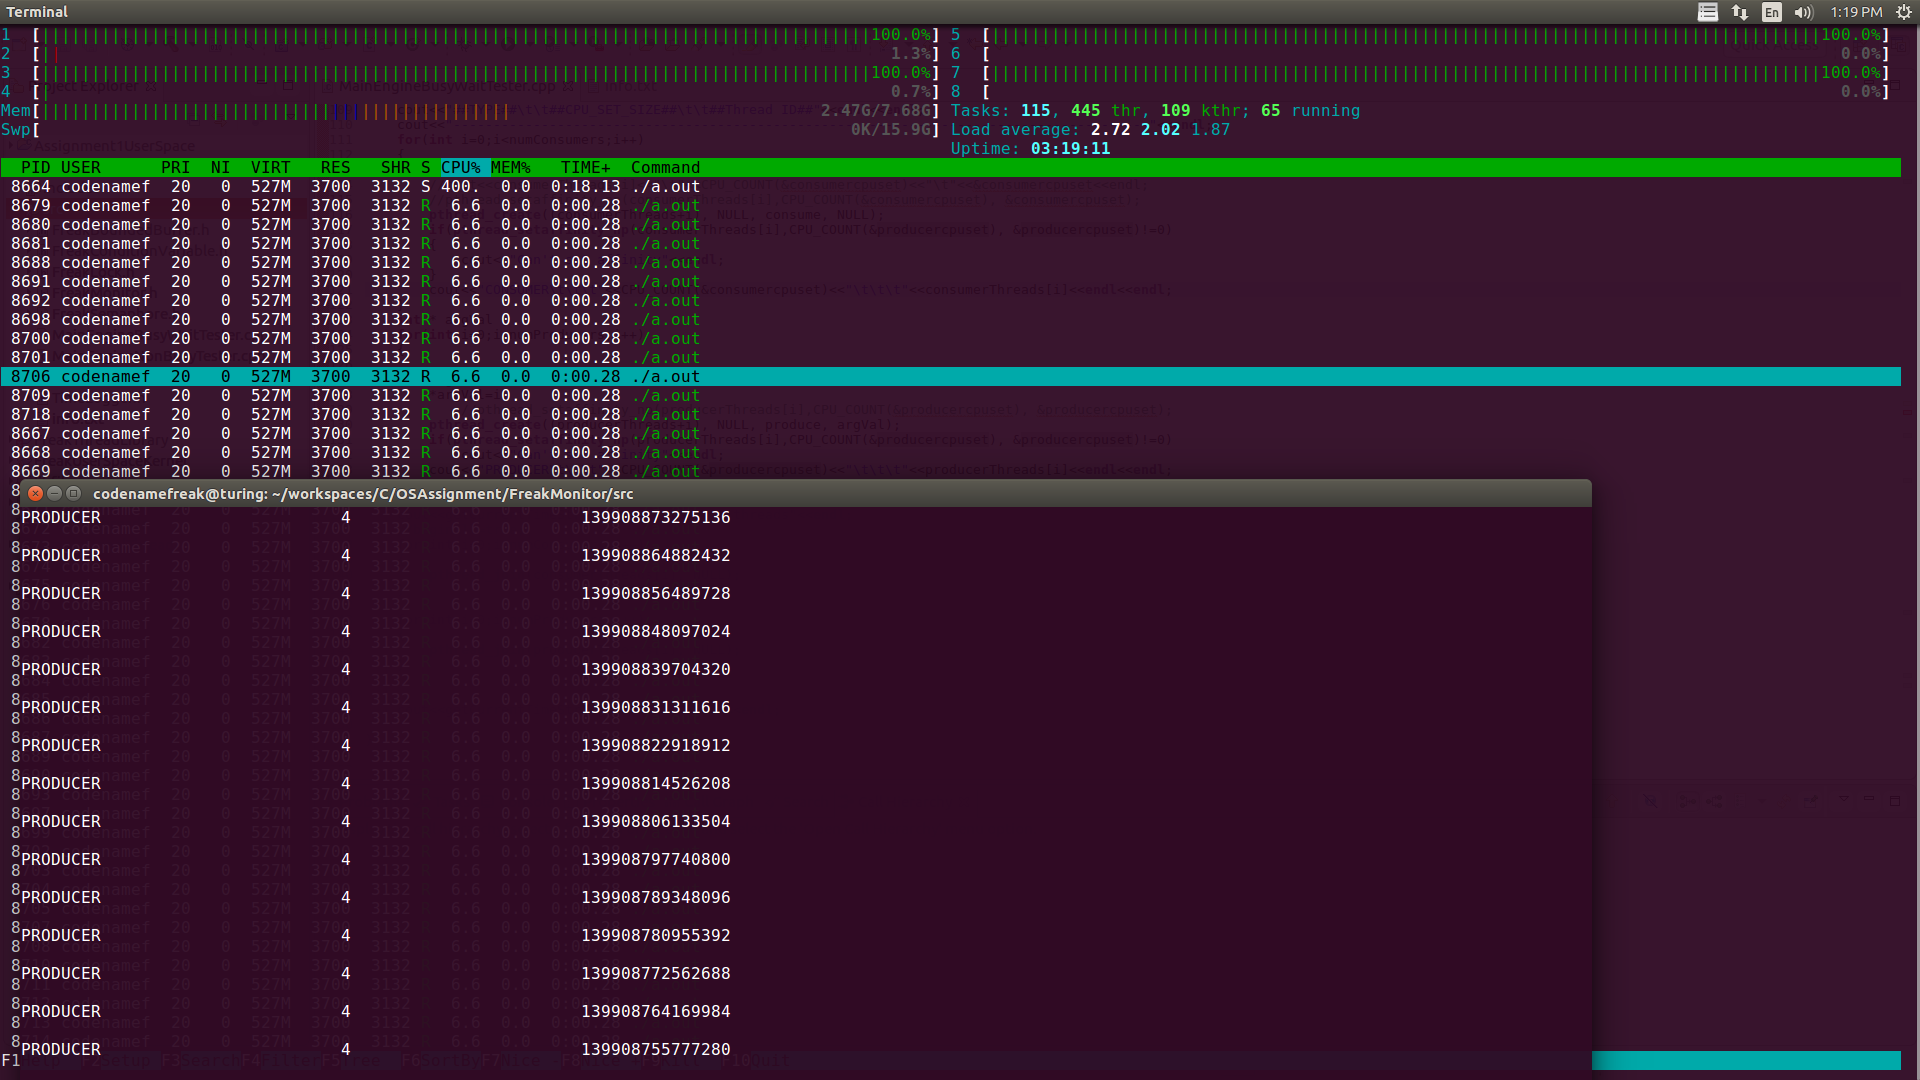 Terminal
En 1:19 PM
1 [100.0%] 5 [100.0%]
2 [1.3%] 6 [0.0%]
3 [100.0%] 7 [100.0%]
4 [0.7%] 8 [0.0%]
Mem[2.47G/7.68G] Tasks: 115, 445 thr, 109 kthr; 65 running
Swp[0K/15.9G] Load average: 2.72 2.02 1.87
Uptime: 03:19:11
PID USER PRI NI VIRT RES SHR S CPU% MEM% TIME+ Command
8664 codenamef 20 0 527M 3700 3132 S 400. 0.0 0:18.13 ./a.out
8679 codenamef 20 0 527M 3700 3132 R 6.6 0.0 0:00.28 ./a.out
8680 codenamef 20 0 527M 3700 3132 R 6.6 0.0 0:00.28 ./a.out
8681 codenamef 20 0 527M 3700 3132 R 6.6 0.0 0:00.28 ./a.out
8688 codenamef 20 0 527M 3700 3132 R 6.6 0.0 0:00.28 ./a.out
8691 codenamef 20 0 527M 3700 3132 R 6.6 0.0 0:00.28 ./a.out
8692 codenamef 20 0 527M 3700 3132 R 6.6 0.0 0:00.28 ./a.out
8698 codenamef 20 0 527M 3700 3132 R 6.6 0.0 0:00.28 ./a.out
8700 codenamef 20 0 527M 3700 3132 R 6.6 0.0 0:00.28 ./a.out
8701 codenamef 20 0 527M 3700 3132 R 6.6 0.0 0:00.28 ./a.out
8706 codenamef 20 0 527M 3700 3132 R 6.6 0.0 0:00.28 ./a.out
8709 codenamef 20 0 527M 3700 3132 R 6.6 0.0 0:00.28 ./a.out
8718 codenamef 20 0 527M 3700 3132 R 6.6 0.0 0:00.28 ./a.out
8667 codenamef 20 0 527M 3700 3132 R 6.6 0.0 0:00.28 ./a.out
8668 codenamef 20 0 527M 3700 3132 R 6.6 0.0 0:00.28 ./a.out
8669 codenamef 20 0 527M 3700 3132 R 6.6 0.0 0:00.28 ./a.out
codenamefreak@turing: ~/workspaces/C/OSAssignment/FreakMonitor/src
PRODUCER 4 139908873275136
PRODUCER 4 139908864882432
PRODUCER 4 139908856489728
PRODUCER 4 139908848097024
PRODUCER 4 139908839704320
PRODUCER 4 139908831311616
PRODUCER 4 139908822918912
PRODUCER 4 139908814526208
PRODUCER 4 139908806133504
PRODUCER 4 139908797740800
PRODUCER 4 139908789348096
PRODUCER 4 139908780955392
PRODUCER 4 139908772562688
PRODUCER 4 139908764169984
PRODUCER 4 139908755777280
F1